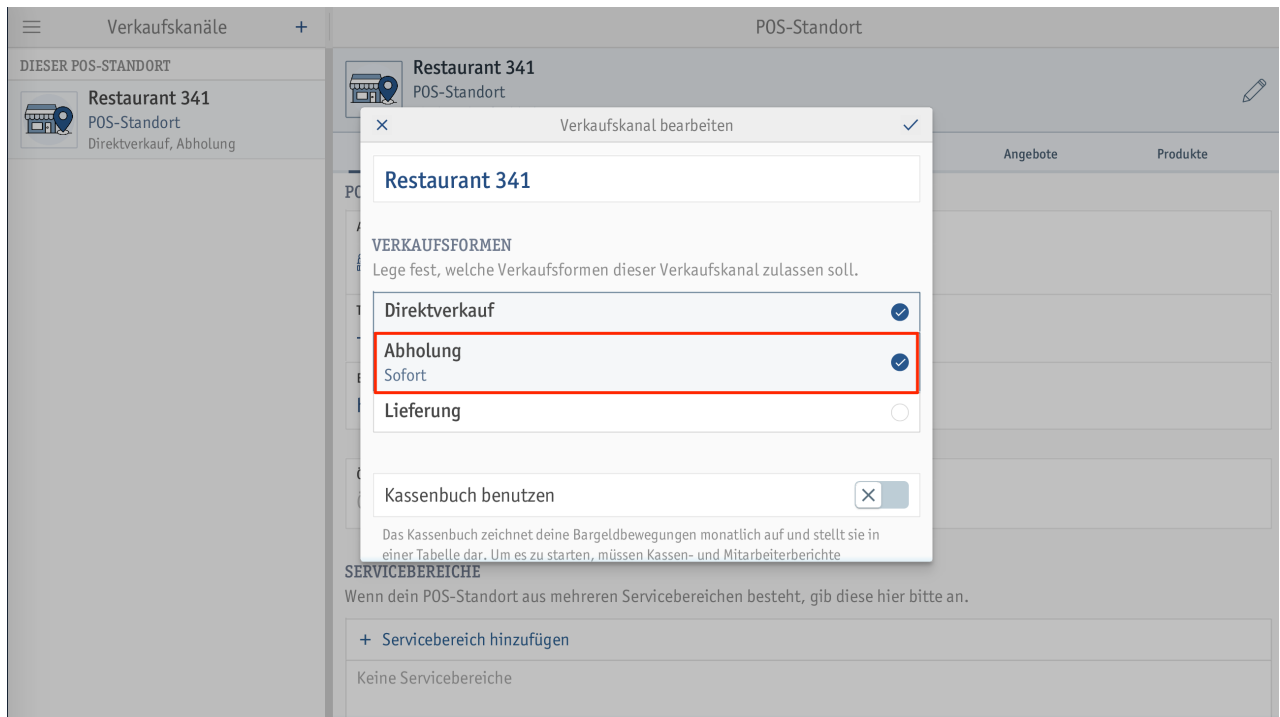 Verkaufskanäle
+
POS-Standort
DIESER POS-STANDORT
Restaurant 341
POS-Standort
Direktverkauf, Abholung
Restaurant 341
POS-Standort
Angebote
Produkte
Verkaufskanal bearbeiten
Restaurant 341
VERKAUFSFORMEN
Lege fest, welche Verkaufsformen dieser Verkaufskanal zulassen soll.
Direktverkauf
Abholung
Sofort
Lieferung
Kassenbuch benutzen
Das Kassenbuch zeichnet deine Bargeldbewegungen monatlich auf und stellt sie in
einer Tabelle dar. Um es zu starten, müssen Kassen- und Mitarbeiterberichte
SERVICEBEREICHE
Wenn dein POS-Standort aus mehreren Servicebereichen besteht, gib diese hier bitte an.
+ Servicebereich hinzufügen
Keine Servicebereiche